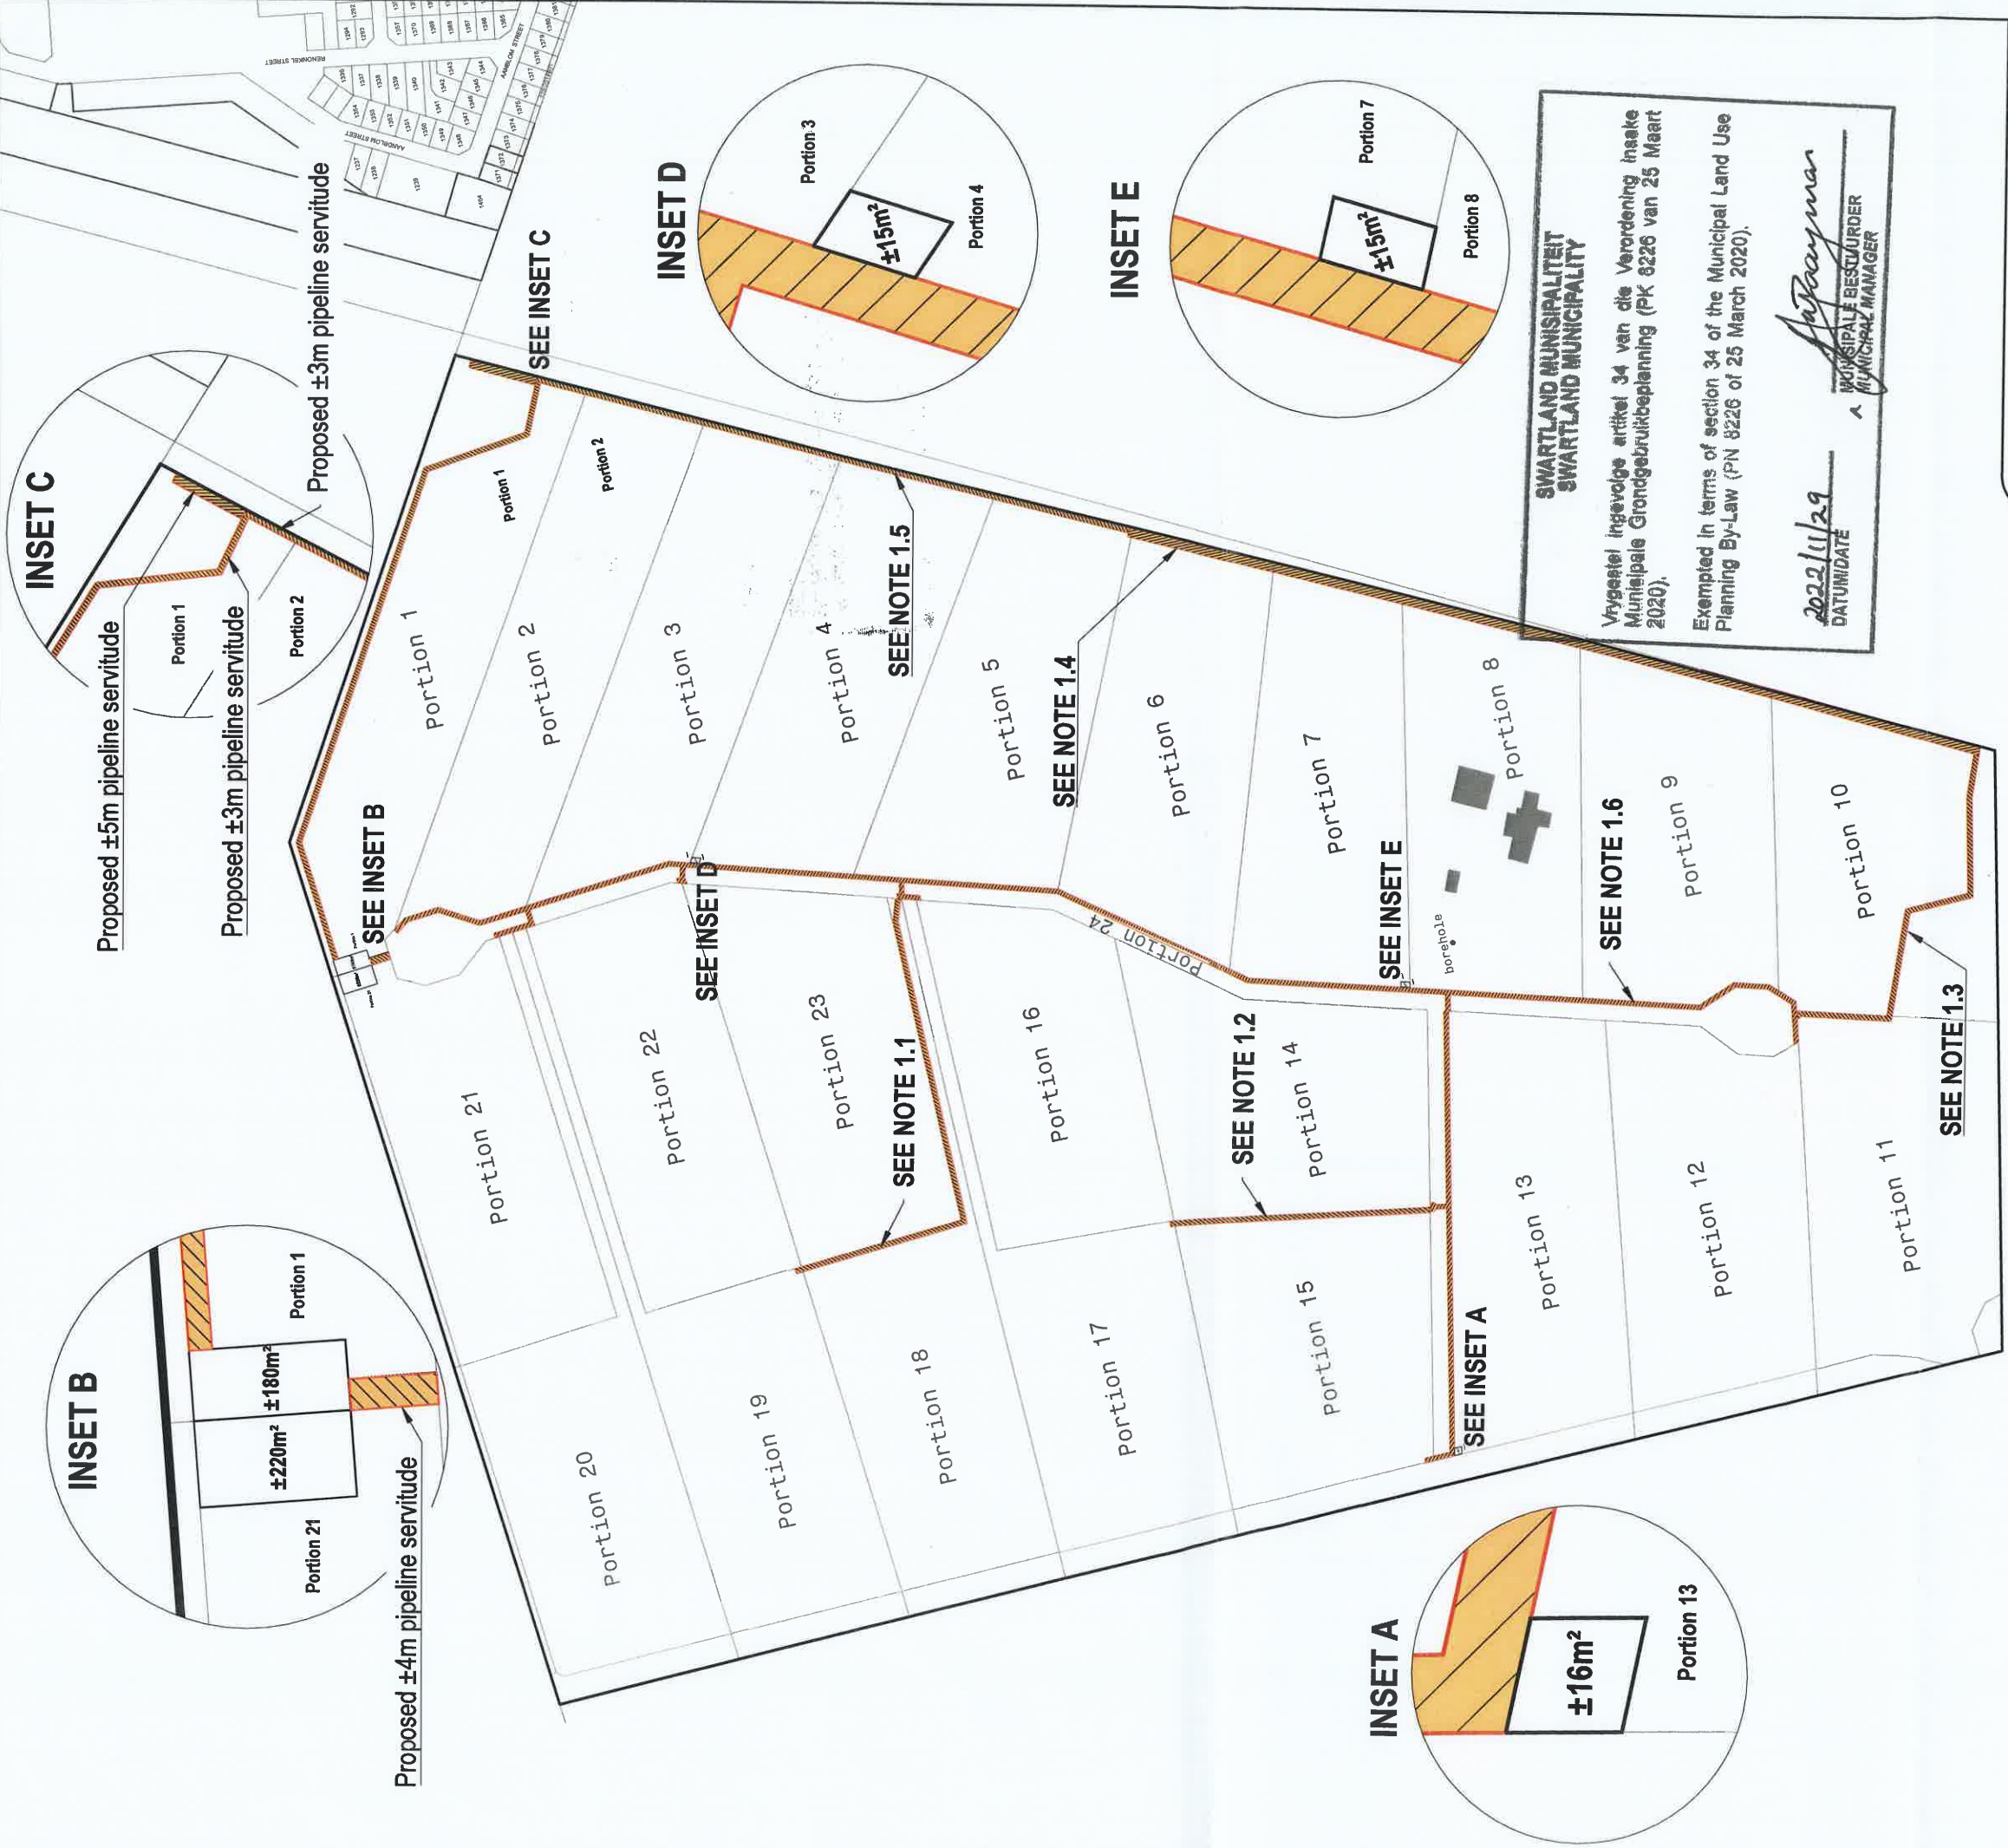 INSET B
±220m²
±180m²
Portion 1
Portion 21
Proposed ±4m pipeline servitude
INSET C
Proposed ±5m pipeline servitude
Portion 1
Proposed ±3m pipeline servitude
Portion 2
Proposed ±3m pipeline servitude
RENONKEL STREET
AANDBLOM STREET
AANBLOM STREET
SEE INSET C
INSET D
Portion 3
±15m²
Portion 4
INSET E
Portion 7
±15m²
Portion 8
SEE INSET B
Portion 1
Portion 2
Portion 1
Portion 2
Portion 3
Portion 4
Portion 5
Portion 6
Portion 7
Portion 8
Portion 9
Portion 10
Portion 11
Portion 12
Portion 13
Portion 14
Portion 15
Portion 16
Portion 17
Portion 18
Portion 19
Portion 20
Portion 21
Portion 22
Portion 23
Portion 24
SEE INSET D
SEE NOTE 1.5
SEE NOTE 1.4
SEE NOTE 1.1
SEE NOTE 1.2
SEE INSET E
borehole
SEE NOTE 1.6
SEE NOTE 1.3
SEE INSET A
INSET A
±16m²
Portion 13
SWARTLAND MUNISIPALITEIT
SWARTLAND MUNICIPALITY
Vrygestel ingevolge artikel 34 van die Verordening insake
Munisipale Grondgebruikbeplanning (PK 8226 van 25 Maart
2020).
Exempted in terms of section 34 of the Municipal Land Use
Planning By-Law (PN 8226 of 25 March 2020).
2022/11/29
DATUM/DATE
MUNISIPALE BESTUURDER
MUNICIPAL MANAGER